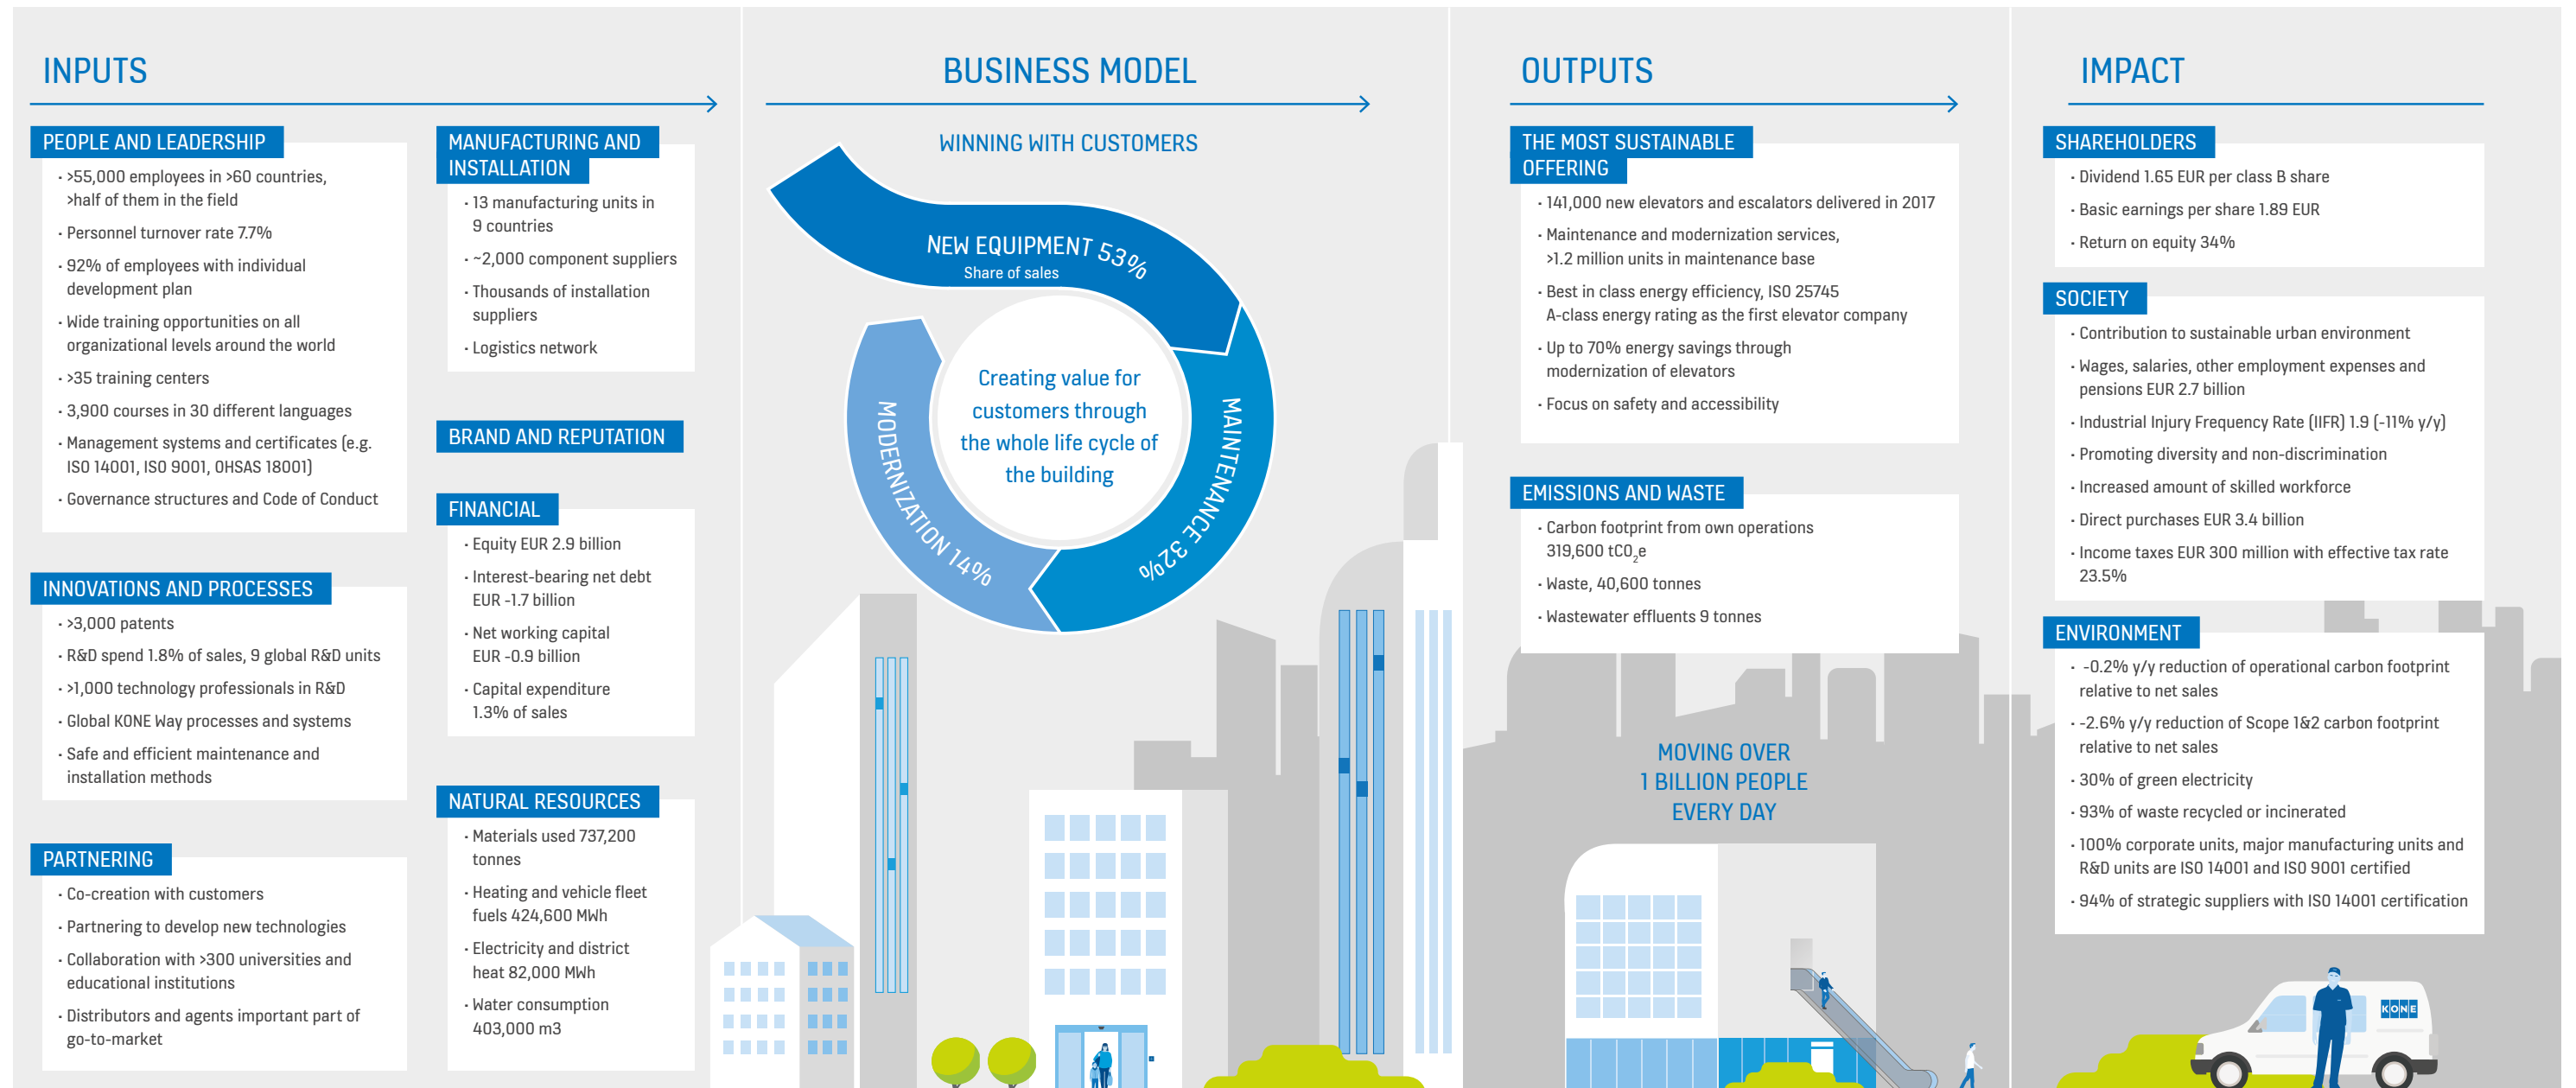 INPUTS
PEOPLE AND LEADERSHIP
· >55,000 employees in >60 countries,
>half of them in the field
· Personnel turnover rate 7.7%
· 92% of employees with individual
development plan
· Wide training opportunities on all
organizational levels around the world
· >35 training centers
· 3,900 courses in 30 different languages
· Management systems and certificates (e.g.
ISO 14001, ISO 9001, OHSAS 18001)
· Governance structures and Code of Conduct
INNOVATIONS AND PROCESSES
· >3,000 patents
· R&D spend 1.8% of sales, 9 global R&D units
· >1,000 technology professionals in R&D
· Global KONE Way processes and systems
· Safe and efficient maintenance and
installation methods
PARTNERING
· Co-creation with customers
· Partnering to develop new technologies
· Collaboration with >300 universities and
educational institutions
· Distributors and agents important part of
go-to-market
MANUFACTURING AND
INSTALLATION
· 13 manufacturing units in
9 countries
· ~2,000 component suppliers
· Thousands of installation
suppliers
· Logistics network
BRAND AND REPUTATION
FINANCIAL
· Equity EUR 2.9 billion
· Interest-bearing net debt
EUR -1.7 billion
· Net working capital
EUR -0.9 billion
· Capital expenditure
1.3% of sales
NATURAL RESOURCES
· Materials used 737,200
tonnes
· Heating and vehicle fleet
fuels 424,600 MWh
· Electricity and district
heat 82,000 MWh
· Water consumption
403,000 m3
BUSINESS MODEL
WINNING WITH CUSTOMERS
NEW EQUIPMENT 53%
Share of sales
MAINTENANCE 32%
MODERNIZATION 14%
Creating value for
customers through
the whole life cycle of
the building
OUTPUTS
THE MOST SUSTAINABLE
OFFERING
· 141,000 new elevators and escalators delivered in 2017
· Maintenance and modernization services,
>1.2 million units in maintenance base
· Best in class energy efficiency, ISO 25745
A-class energy rating as the first elevator company
· Up to 70% energy savings through
modernization of elevators
· Focus on safety and accessibility
EMISSIONS AND WASTE
· Carbon footprint from own operations
319,600 tCO₂e
· Waste, 40,600 tonnes
· Wastewater effluents 9 tonnes
MOVING OVER
1 BILLION PEOPLE
EVERY DAY
IMPACT
SHAREHOLDERS
· Dividend 1.65 EUR per class B share
· Basic earnings per share 1.89 EUR
· Return on equity 34%
SOCIETY
· Contribution to sustainable urban environment
· Wages, salaries, other employment expenses and
pensions EUR 2.7 billion
· Industrial Injury Frequency Rate (IIFR) 1.9 (-11% y/y)
· Promoting diversity and non-discrimination
· Increased amount of skilled workforce
· Direct purchases EUR 3.4 billion
· Income taxes EUR 300 million with effective tax rate
23.5%
ENVIRONMENT
· -0.2% y/y reduction of operational carbon footprint
relative to net sales
· -2.6% y/y reduction of Scope 1&2 carbon footprint
relative to net sales
· 30% of green electricity
· 93% of waste recycled or incinerated
· 100% corporate units, major manufacturing units and
R&D units are ISO 14001 and ISO 9001 certified
· 94% of strategic suppliers with ISO 14001 certification
KONE